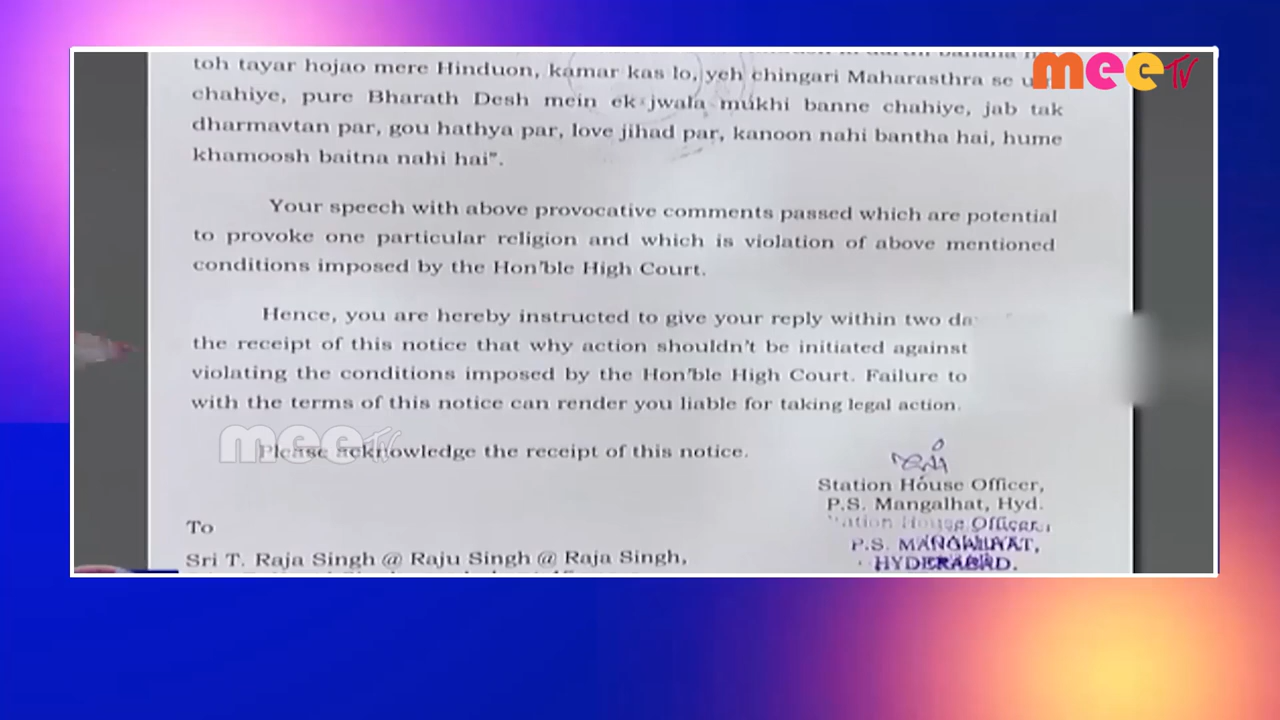 toh tayar hojao mere Hinduon, kamar kas lo, yeh chingari Maharasthra se
chahiye, pure Bharath Desh mein ek jwala mukhi banne chahiye, jab tak
dharmavtan par, gou hathya par, love jihad par, kanoon nahi bantha hai, hume
khamoosh baitna nahi hai".
Your speech with above provocative comments passed which are potential
to provoke one particular religion and which is violation of above mentioned
conditions imposed by the Hon'ble High Court.
Hence, you are hereby instructed to give your reply within two
the receipt of this notice that why action shouldn't be initiated against
violating the conditions imposed by the Hon'ble High Court. Failure to
with the terms of this notice can render you liable for taking legal action.
Please acknowledge the receipt of this notice.
Station House Officer,
P.S. Mangalhat, Hyd.
Station House Officer,
P.S. MANGALHAT,
HYDERABAD.
To
Sri T. Raja Singh @ Raju Singh @ Raja Singh,
mee TV
mee TV